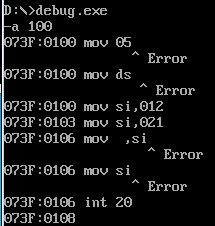 D:\>debug.exe
-a 100
073F:0100 mov 05
^ Error
073F:0100 mov ds
^ Error
073F:0100 mov si,012
073F:0103 mov si,021
073F:0106 mov  ,si
^ Error
073F:0106 mov si
^ Error
073F:0106 int 20
073F:0108